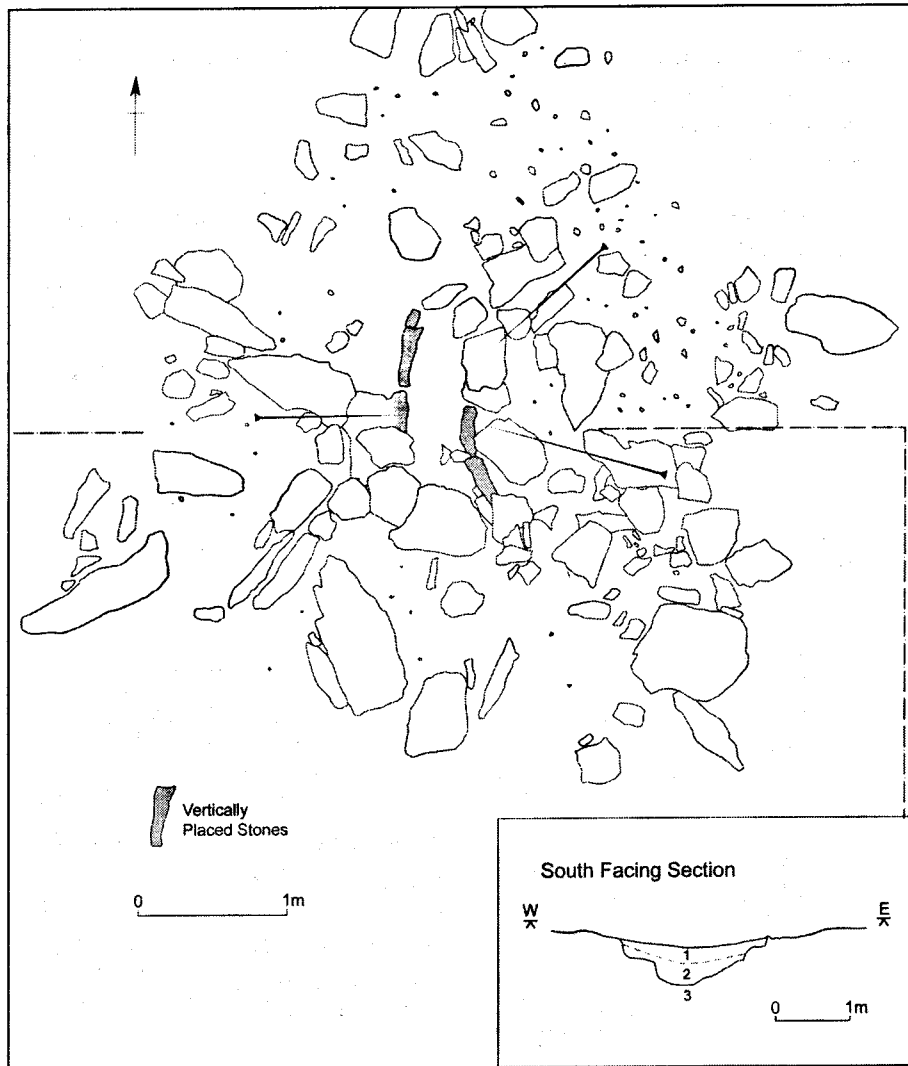 Vertically
Placed Stones
0 1m
South Facing Section
W E
1
2
3
0 1m